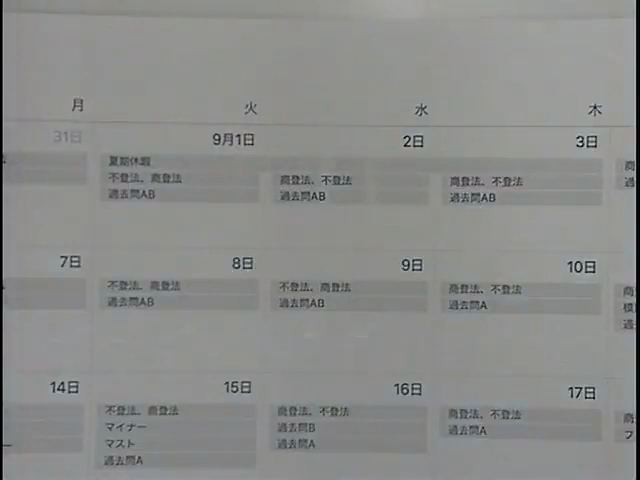 月 火 水 木
31日 9月1日 2日 3日
夏期休暇
不登法、商登法 商登法、不登法 商登法、不登法
過去問AB 過去問AB 過去問AB
7日 8日 9日 10日
不登法、商登法 不登法、商登法 商登法、不登法
過去問AB 過去問AB 過去問A
14日 15日 16日 17日
不登法、商登法 商登法、不登法 商登法、不登法
マイナー 過去問B 過去問A
マスト 過去問A
過去問A